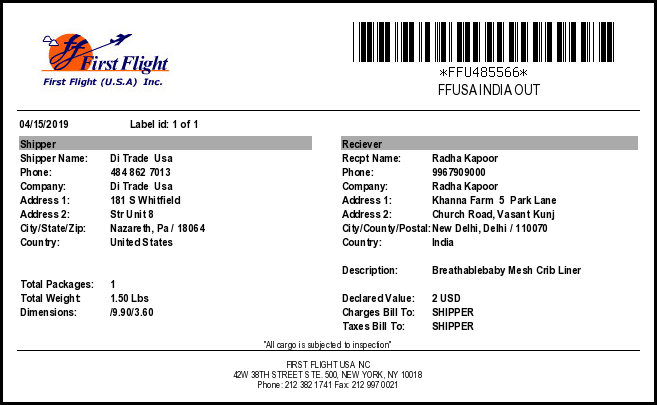 First Flight
First Flight (U.S.A) Inc.
*FFU485566*
FFUSA INDIA OUT
04/15/2019 Label id: 1 of 1
Shipper
Shipper Name: Di Trade Usa
Phone: 484 862 7013
Company: Di Trade Usa
Address 1: 181 S Whitfield
Address 2: Str Unit 8
City/State/Zip: Nazareth, Pa / 18064
Country: United States
Total Packages: 1
Total Weight: 1.50 Lbs
Dimensions: /9.90/3.60
Reciever
Recpt Name: Radha Kapoor
Phone: 9967909000
Company: Radha Kapoor
Address 1: Khanna Farm 5 Park Lane
Address 2: Church Road, Vasant Kunj
City/County/Postal: New Delhi, Delhi / 110070
Country: India
Description: Breathablebaby Mesh Crib Liner
Declared Value: 2 USD
Charges Bill To: SHIPPER
Taxes Bill To: SHIPPER
"All cargo is subjected to inspection"
FIRST FLIGHT USA INC
42W 38TH STREET STE. 500, NEW YORK, NY 10018
Phone: 212 382 1741 Fax: 212 997 0021